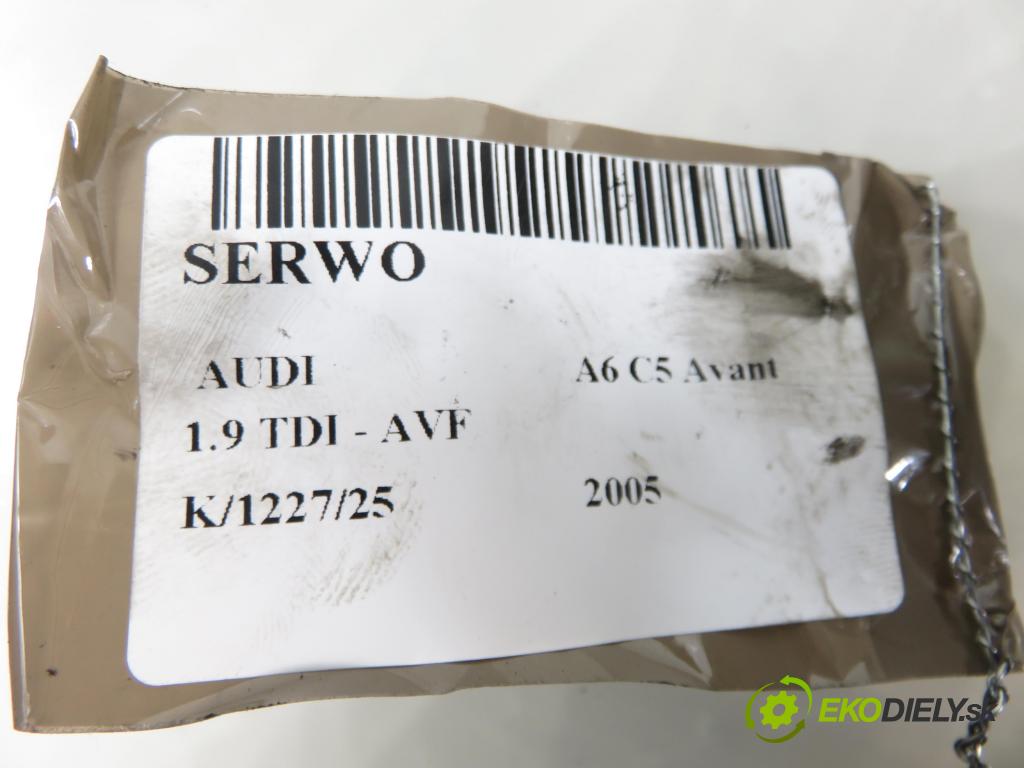 SERWO
AUDI A6 C5 Avant
1.9 TDI - AVF
K/1227/25 2005
EKODIELY.sk